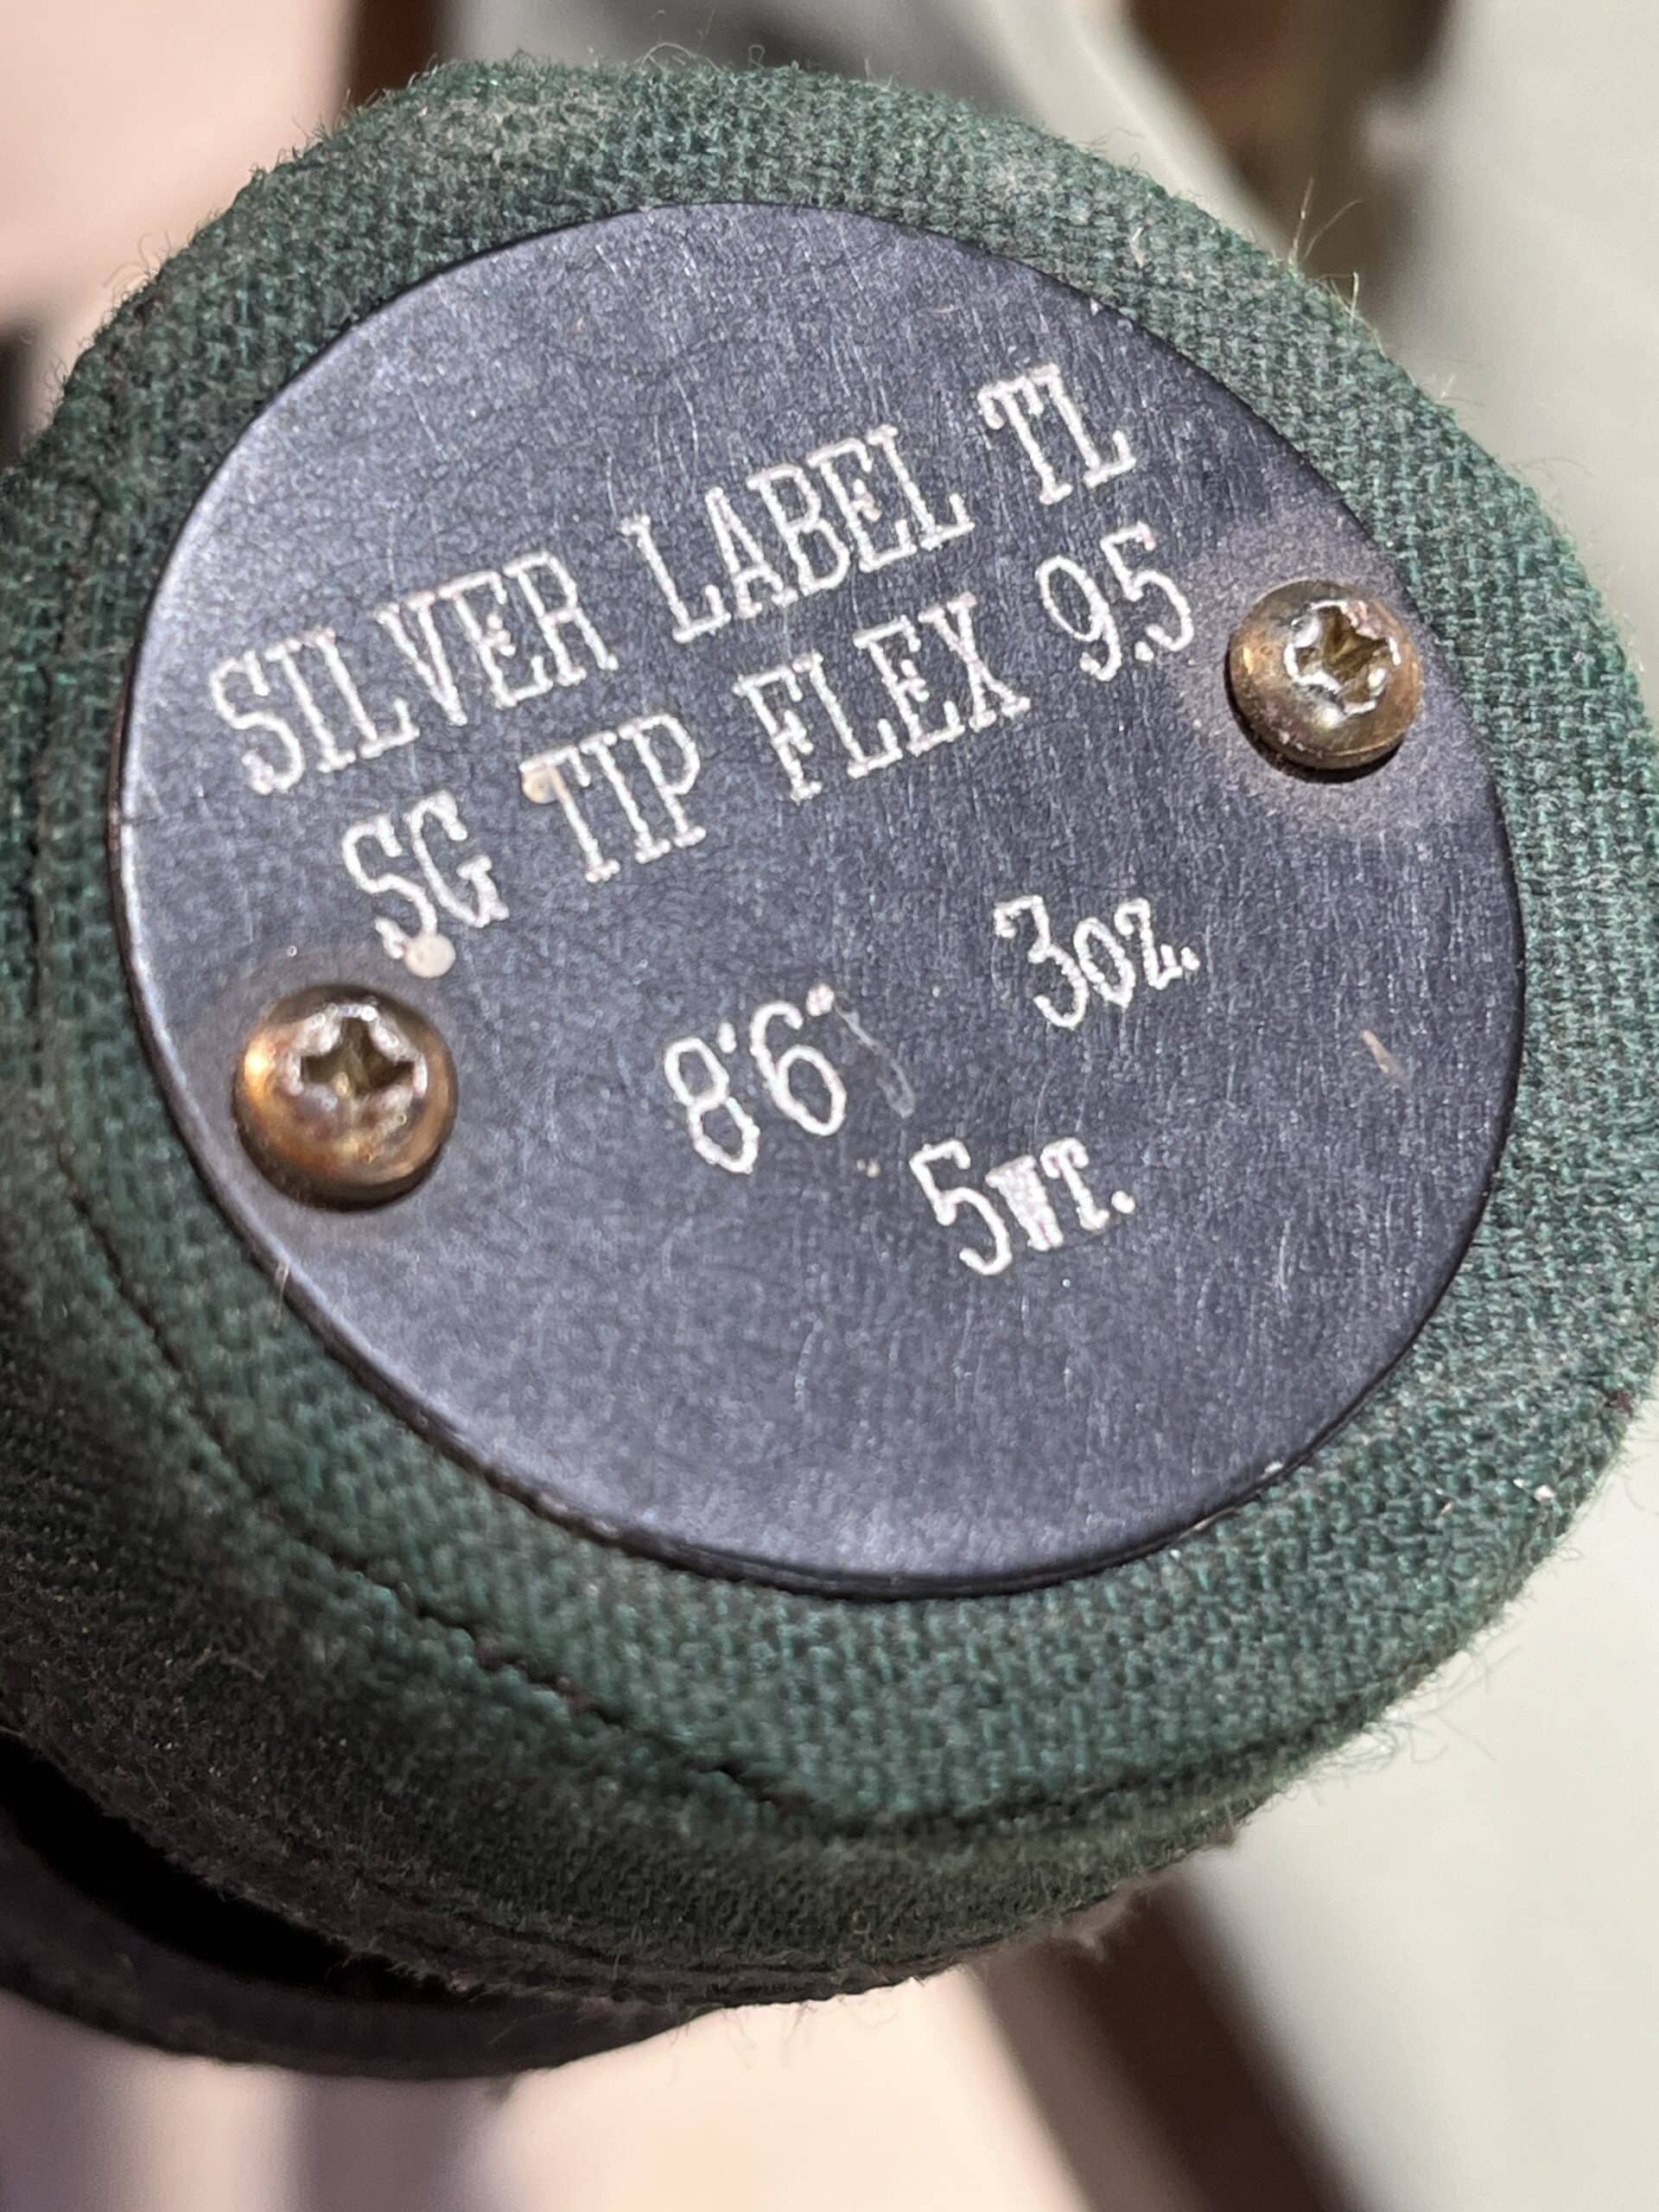 SILVER LABEL TL
SG TIP FLEX 9.5
8'6" 3oz.
5WT.